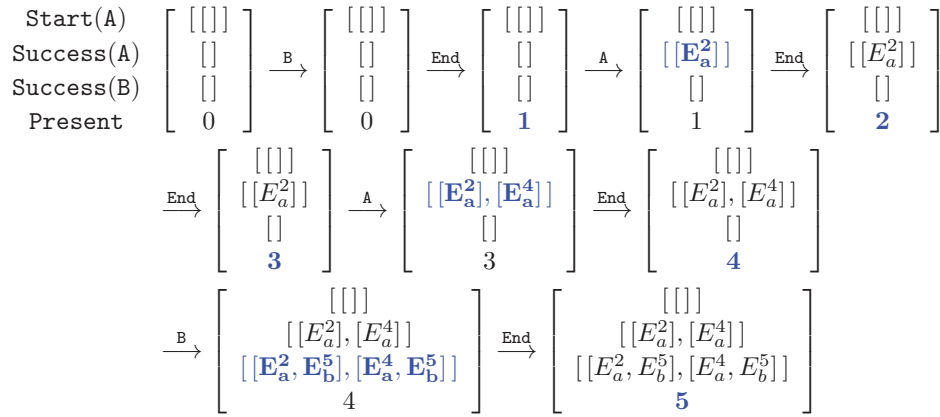 Start(A) [[]] [[]] [[]] [[]] [[]]
Success(A) [] B [] End [] A [[E_a^2]] End [[E_a^2]]
Success(B) [] [] [] [] []
Present 0 0 1 1 2
[[]] [[]] [[]]
End [[E_a^2]] A [[E_a^2],[E_a^4]] End [[E_a^2],[E_a^4]]
[] [] []
3 3 4
[[]] [[]]
B [[E_a^2],[E_a^4]] End [[E_a^2],[E_a^4]]
[[E_a^2,E_b^5],[E_a^4,E_b^5]] [[E_a^2,E_b^5],[E_a^4,E_b^5]]
4 5